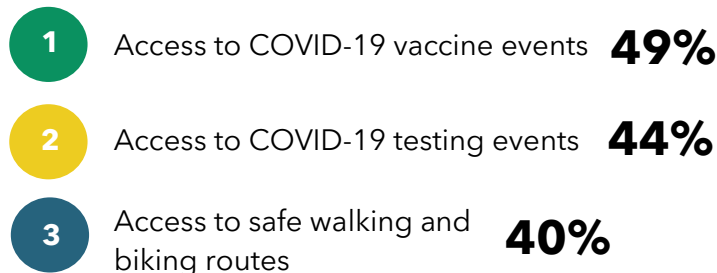 1 Access to COVID-19 vaccine events 49%
2 Access to COVID-19 testing events 44%
3 Access to safe walking and
biking routes 40%